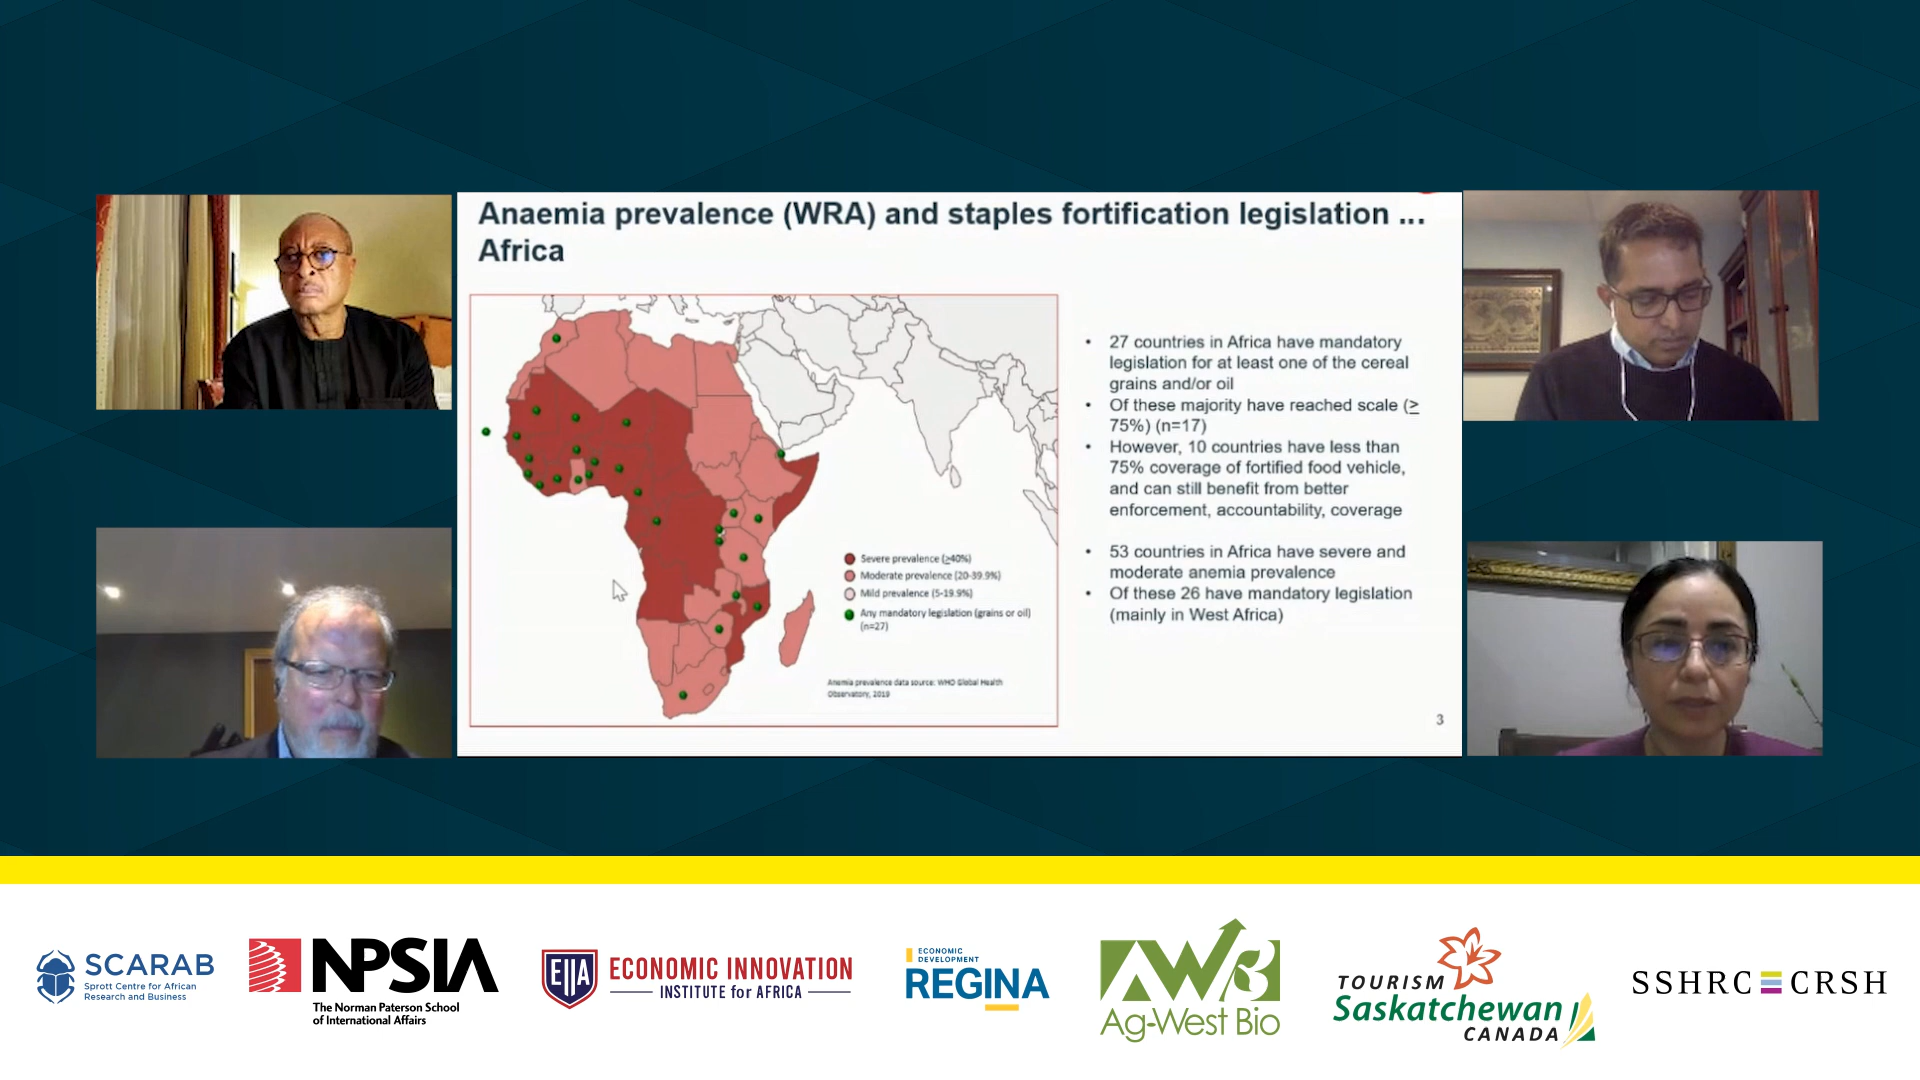 Anaemia prevalence (WRA) and staples fortification legislation ...
Africa
Severe prevalence (≥40%)
Moderate prevalence (20-39.9%)
Mild prevalence (5-19.9%)
Any mandatory legislation (grains or oil)
(n=27)
Anemia prevalence data source: WHO Global Health
Observatory, 2019
• 27 countries in Africa have mandatory
legislation for at least one of the cereal
grains and/or oil
• Of these majority have reached scale (≥
75%) (n=17)
• However, 10 countries have less than
75% coverage of fortified food vehicle,
and can still benefit from better
enforcement, accountability, coverage
• 53 countries in Africa have severe and
moderate anemia prevalence
• Of these 26 have mandatory legislation
(mainly in West Africa)
3
SCARAB
Sprott Centre for African
Research and Business
NPSIA
The Norman Paterson School
of International Affairs
EIIA
ECONOMIC INNOVATION
INSTITUTE for AFRICA
ECONOMIC
DEVELOPMENT
REGINA
AWB
Ag-West Bio
TOURISM
Saskatchewan
CANADA
SSHRC CRSH